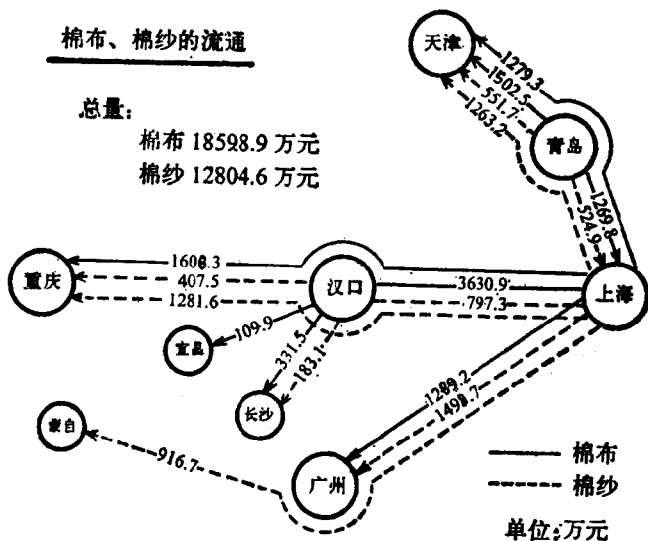 棉布、棉纱的流通
总量:
棉布 18598.9 万元
棉纱 12804.6 万元
天津
1279.3
1502.5
551.7
1263.2
青岛
1269.8
524.9
重庆
1608.3
407.5
1281.6
汉口
3630.9
797.3
上海
宜昌
109.9
331.5
183.1
长沙
1289.2
1498.7
蒙自
916.7
广州
棉布
棉纱
单位:万元